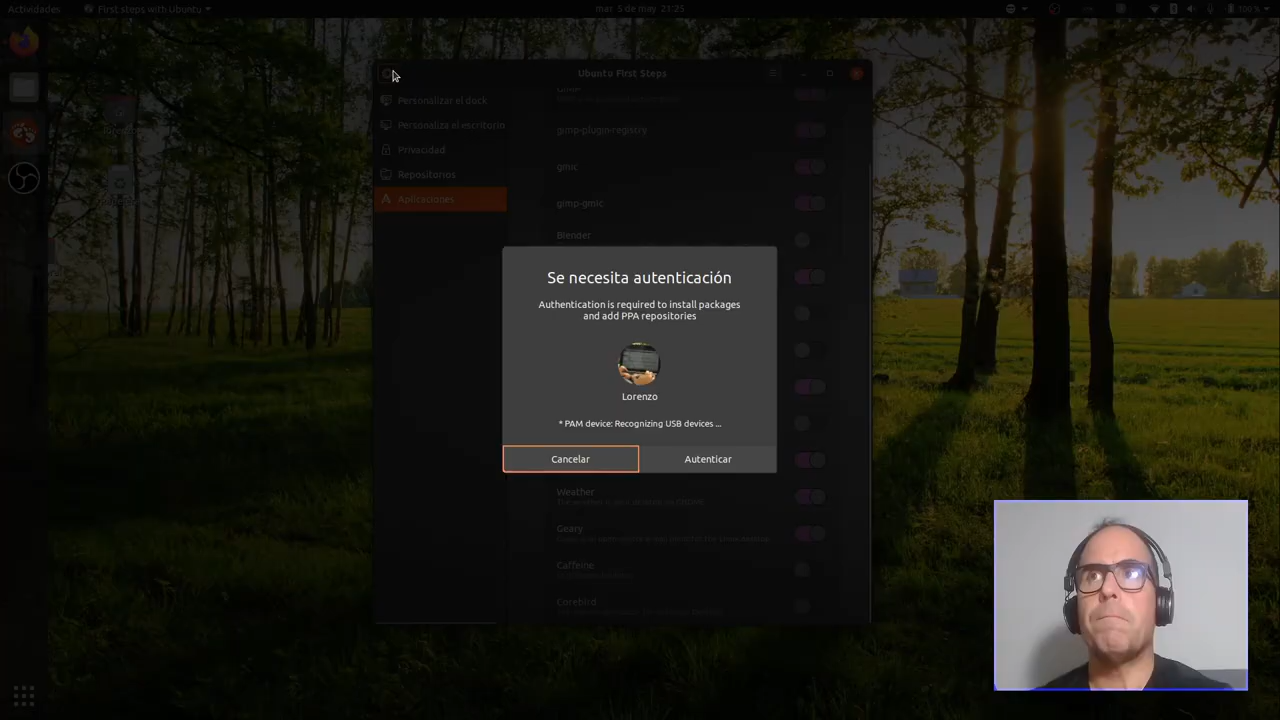 Actividades
First steps with Ubuntu
mar 5 de may 21:25
100 %
Ubuntu First Steps
Personalizar el dock
Personaliza el escritorio
Privacidad
Repositorios
Aplicaciones
gimp-plugin-registry
gmic
gimp-gmic
Blender
Se necesita autenticación
Authentication is required to install packages
and add PPA repositories
Lorenzo
* PAM device: Recognizing USB devices ...
Cancelar
Autenticar
Weather
Geary
Caffeine
Corebird